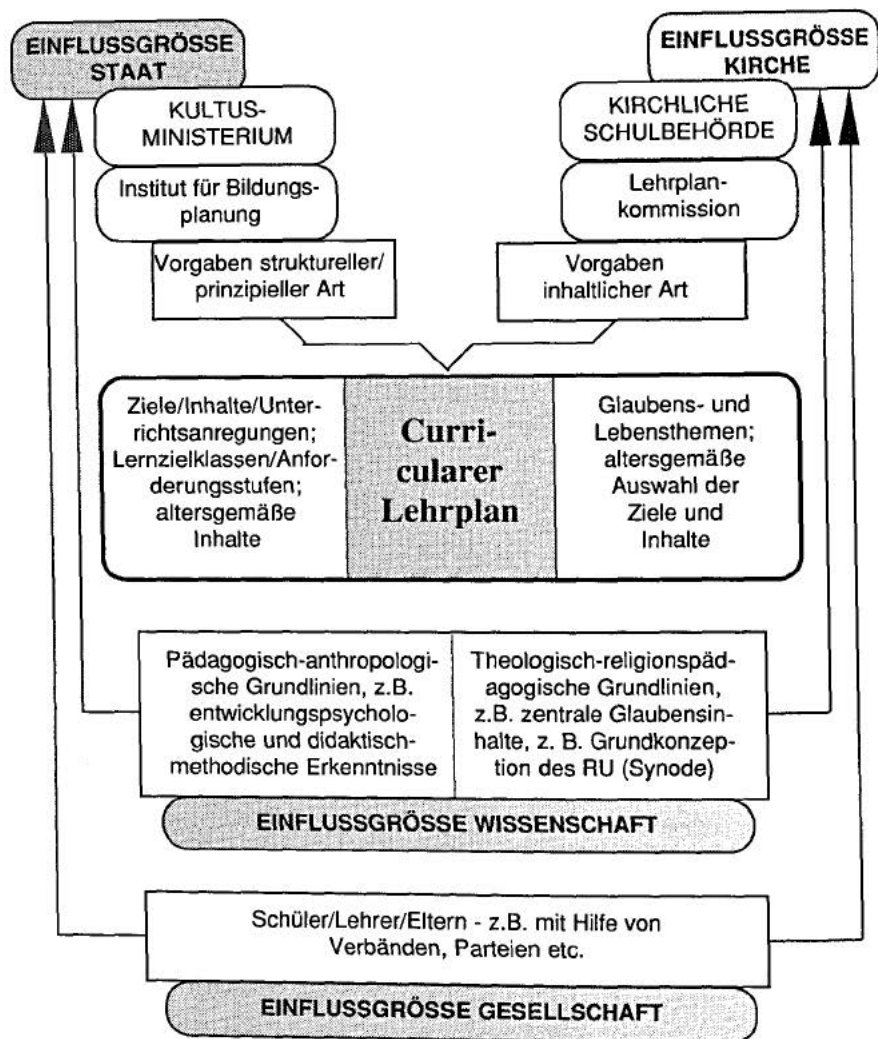 EINFLUSSGRÖSSE
STAAT
KULTUS-
MINISTERIUM
Institut für Bildungs-
planung
Vorgaben struktureller/
prinzipieller Art
EINFLUSSGRÖSSE
KIRCHE
KIRCHLICHE
SCHULBEHÖRDE
Lehrplan-
kommission
Vorgaben
inhaltlicher Art
Ziele/Inhalte/Unter-
richtsanregungen;
Lernzielklassen/Anfor-
derungsstufen;
altersgemäße
Inhalte
Curri-
cularer
Lehrplan
Glaubens- und
Lebensthemen;
altersgemäße
Auswahl der
Ziele und
Inhalte
Pädagogisch-anthropologi-
sche Grundlinien, z.B.
entwicklungspsycholo-
gische und didaktisch-
methodische Erkenntnisse
Theologisch-religionspäd-
agogische Grundlinien,
z.B. zentrale Glaubensin-
halte, z. B. Grundkonzep-
tion des RU (Synode)
EINFLUSSGRÖSSE WISSENSCHAFT
Schüler/Lehrer/Eltern - z.B. mit Hilfe von
Verbänden, Parteien etc.
EINFLUSSGRÖSSE GESELLSCHAFT